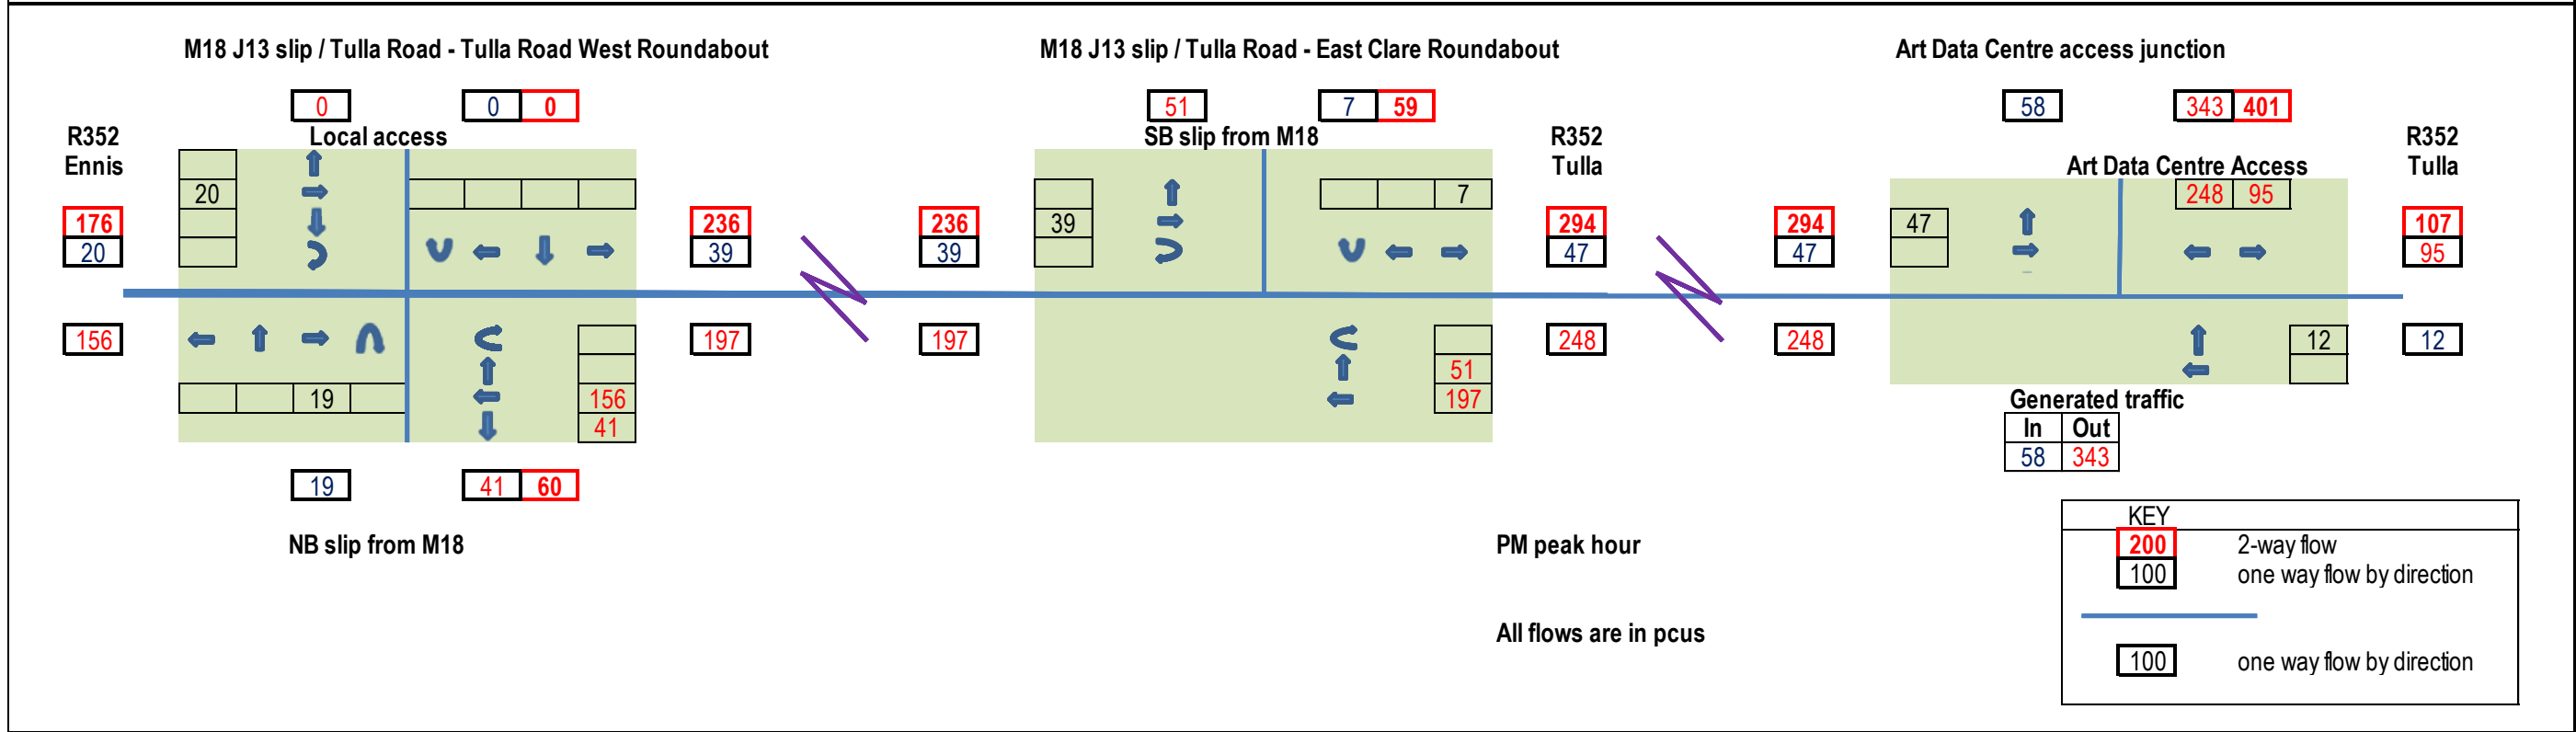 M18 J13 slip / Tulla Road - Tulla Road West Roundabout
M18 J13 slip / Tulla Road - East Clare Roundabout
Art Data Centre access junction
0 0 0 51 7 59 58 343 401
R352 Ennis
Local access
SB slip from M18
R352 Tulla
Art Data Centre Access
R352 Tulla
20 7 248 95
176 236 236 39 294 294 47 107
20 39 39 47 47 95
156 197 197 248 248 12 12
51
19 156 197
41
Generated traffic
In Out
58 343
19 41 60
NB slip from M18
PM peak hour
All flows are in pcus
KEY
200 2-way flow
100 one way flow by direction
100 one way flow by direction